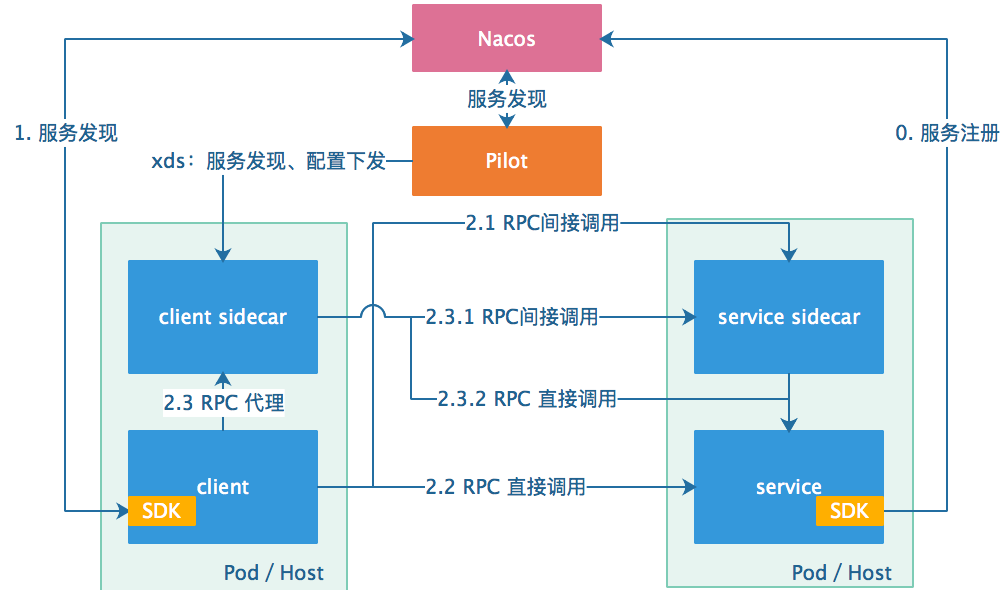 Nacos
服务发现
1. 服务发现
0. 服务注册
xds：服务发现、配置下发
Pilot
2.1 RPC间接调用
client sidecar
2.3.1 RPC间接调用
service sidecar
2.3 RPC 代理
2.3.2 RPC 直接调用
client
2.2 RPC 直接调用
service
SDK
SDK
Pod / Host
Pod / Host